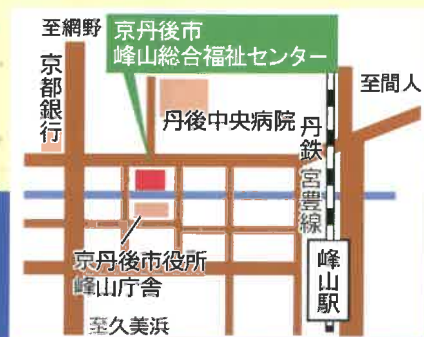 至網野
京丹後市
峰山総合福祉センター
京都銀行
丹後中央病院
至間人
丹鉄 宮豊線
峰山駅
京丹後市役所
峰山庁舎
至久美浜